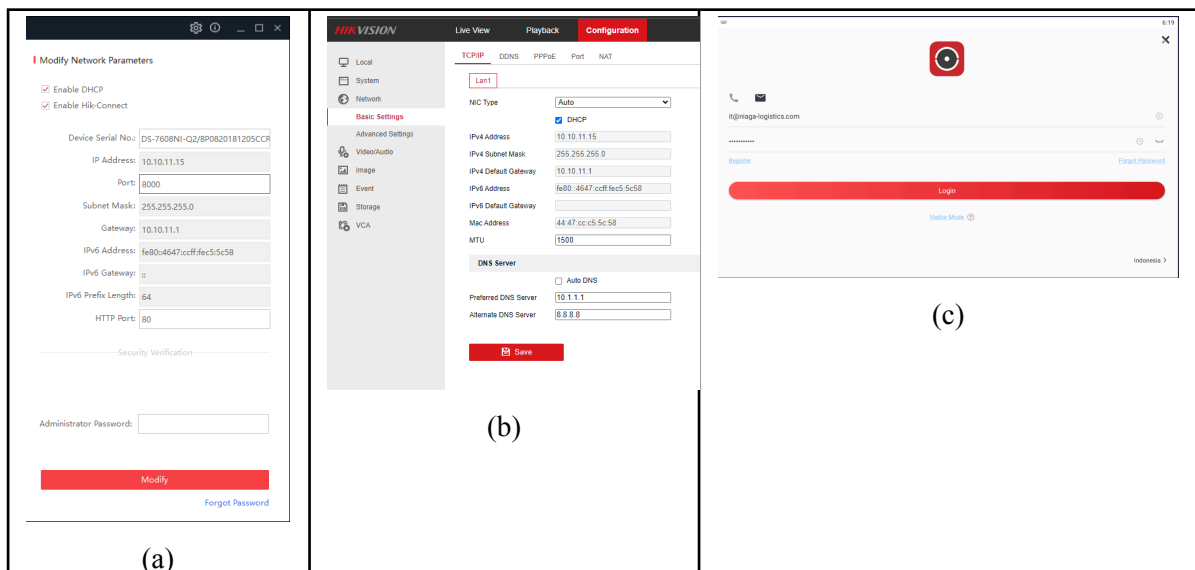 Modify Network Parameters
Enable DHCP
Enable Hik-Connect
Device Serial No.: DS-7608NI-Q2/8P0820181205CCR
IP Address: 10.10.11.15
Port: 8000
Subnet Mask: 255.255.255.0
Gateway: 10.10.11.1
IPv6 Address: fe80::4647:ccff:fec5:5c58
IPv6 Gateway: ::
IPv6 Prefix Length: 64
HTTP Port: 80
Security Verification
Administrator Password:
Modify
Forgot Password
(a)
HIKVISION Live View Playback Configuration
Local
System
Network
Basic Settings
Advanced Settings
Video/Audio
Image
Event
Storage
VCA
TCP/IP DDNS PPPoE Port NAT
Lan1
NIC Type Auto
DHCP
IPv4 Address 10.10.11.15
IPv4 Subnet Mask 255.255.255.0
IPv4 Default Gateway 10.10.11.1
IPv6 Address fe80::4647:ccff:fec5:5c58
IPv6 Default Gateway
Mac Address 44:47:cc:c5:5c:58
MTU 1500
DNS Server
Auto DNS
Preferred DNS Server 10.1.1.1
Alternate DNS Server 8.8.8.8
Save
(b)
6:19
it@niaga-logistics.com
Register Forgot Password
Login
Visitor Mode
Indonesia >
(c)